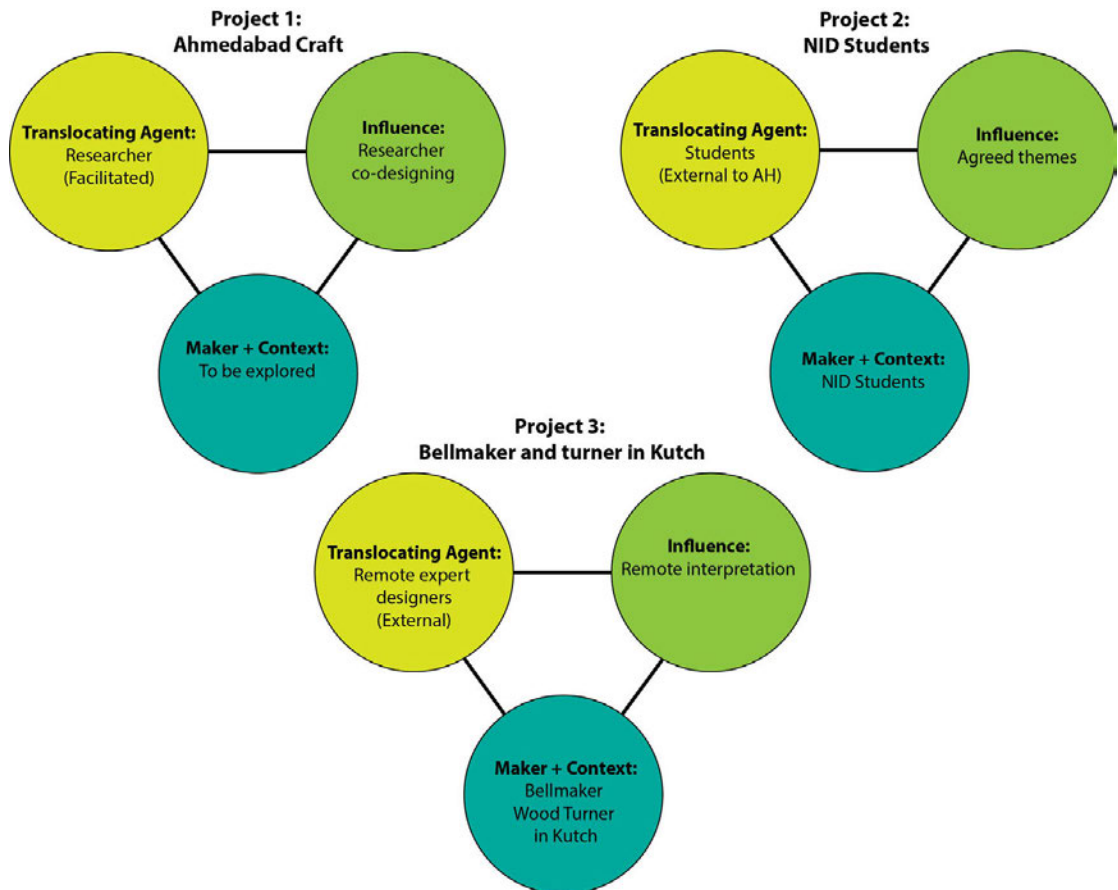 Project 1:
Ahmedabad Craft
Translocating Agent:
Researcher
(Facilitated)
Influence:
Researcher
co-designing
Maker + Context:
To be explored
Project 2:
NID Students
Translocating Agent:
Students
(External to AH)
Influence:
Agreed themes
Maker + Context:
NID Students
Project 3:
Bellmaker and turner in Kutch
Translocating Agent:
Remote expert
designers
(External)
Influence:
Remote interpretation
Maker + Context:
Bellmaker
Wood Turner
in Kutch